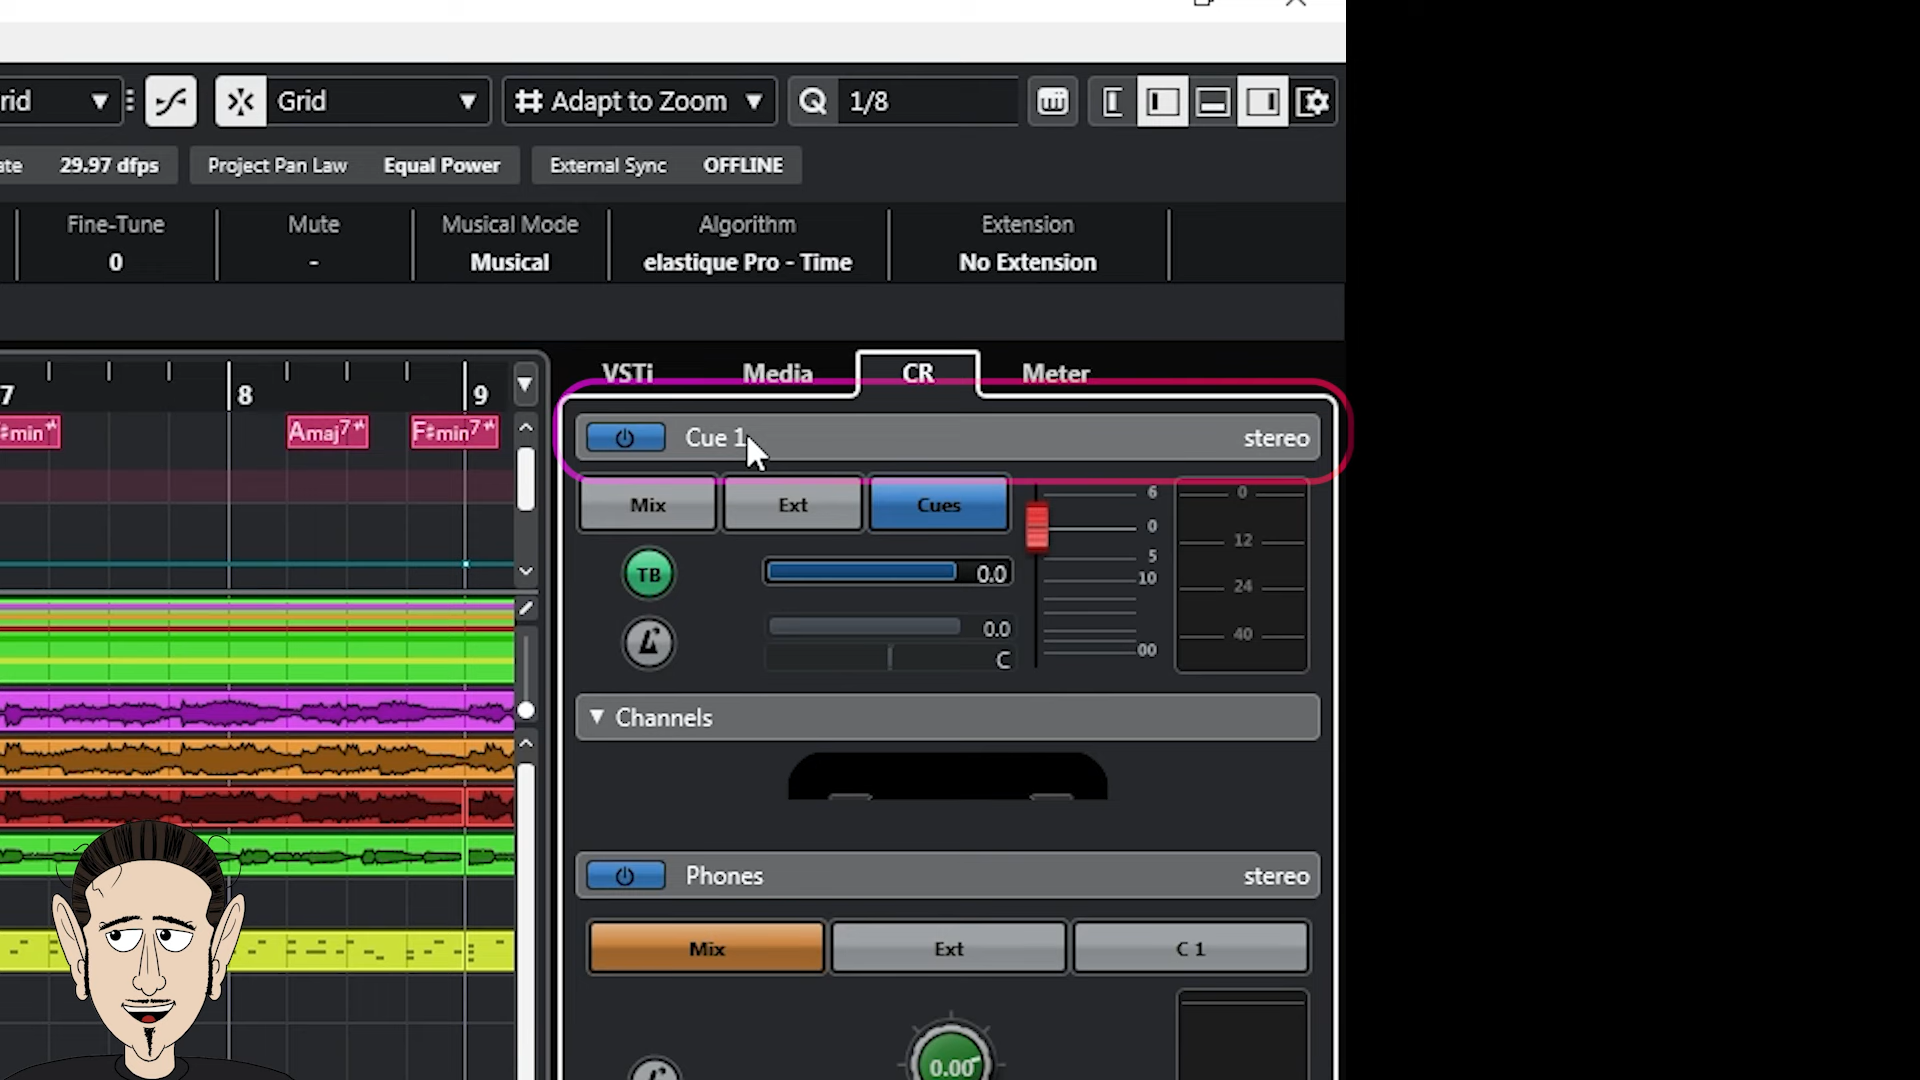 rid Grid Adapt to Zoom Q 1/8
ate 29.97 dfps Project Pan Law Equal Power External Sync OFFLINE
Fine-Tune Mute Musical Mode Algorithm Extension
0 - Musical elastique Pro - Time No Extension
VSTi Media CR Meter
7 8 9
♯min Amaj7 F♯min7
Cue 1 stereo
Mix Ext Cues
6 0 5 10 00
0 12 24 40
TB 0.0
0.0
C
Channels
Phones stereo
Mix Ext C 1
0.00